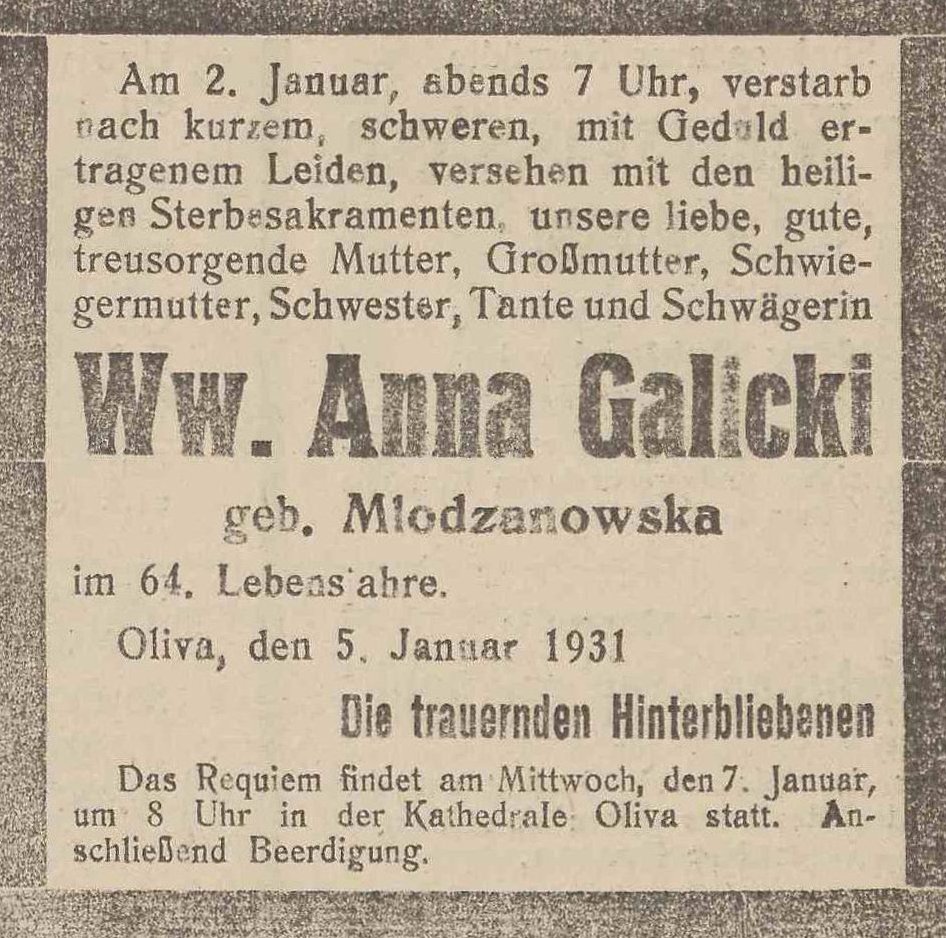 Am 2. Januar, abends 7 Uhr, verstarb
nach kurzem, schweren, mit Geduld er-
tragenem Leiden, versehen mit den heili-
gen Sterbesakramenten, unsere liebe, gute,
treusorgende Mutter, Großmutter, Schwie-
germutter, Schwester, Tante und Schwägerin
Ww. Anna Galicki
geb. Mlodzanowska
im 64. Lebensjahre.
Oliva, den 5. Januar 1931
Die trauernden Hinterbliebenen
Das Requiem findet am Mittwoch, den 7. Januar,
um 8 Uhr in der Kathedrale Oliva statt. An-
schließend Beerdigung.